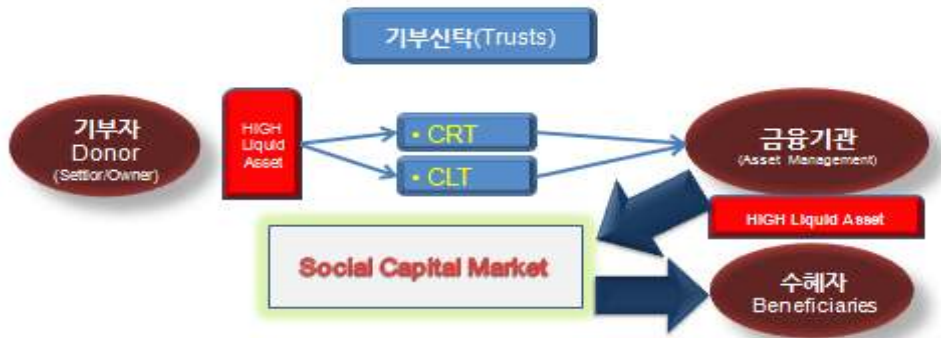 기부신탁(Trusts)
기부자
Donor
(Settlor/Owner)
HIGH
Liquid
Asset
• CRT
• CLT
금융기관
(Asset Management)
HIGH Liquid Asset
Social Capital Market
수혜자
Beneficiaries